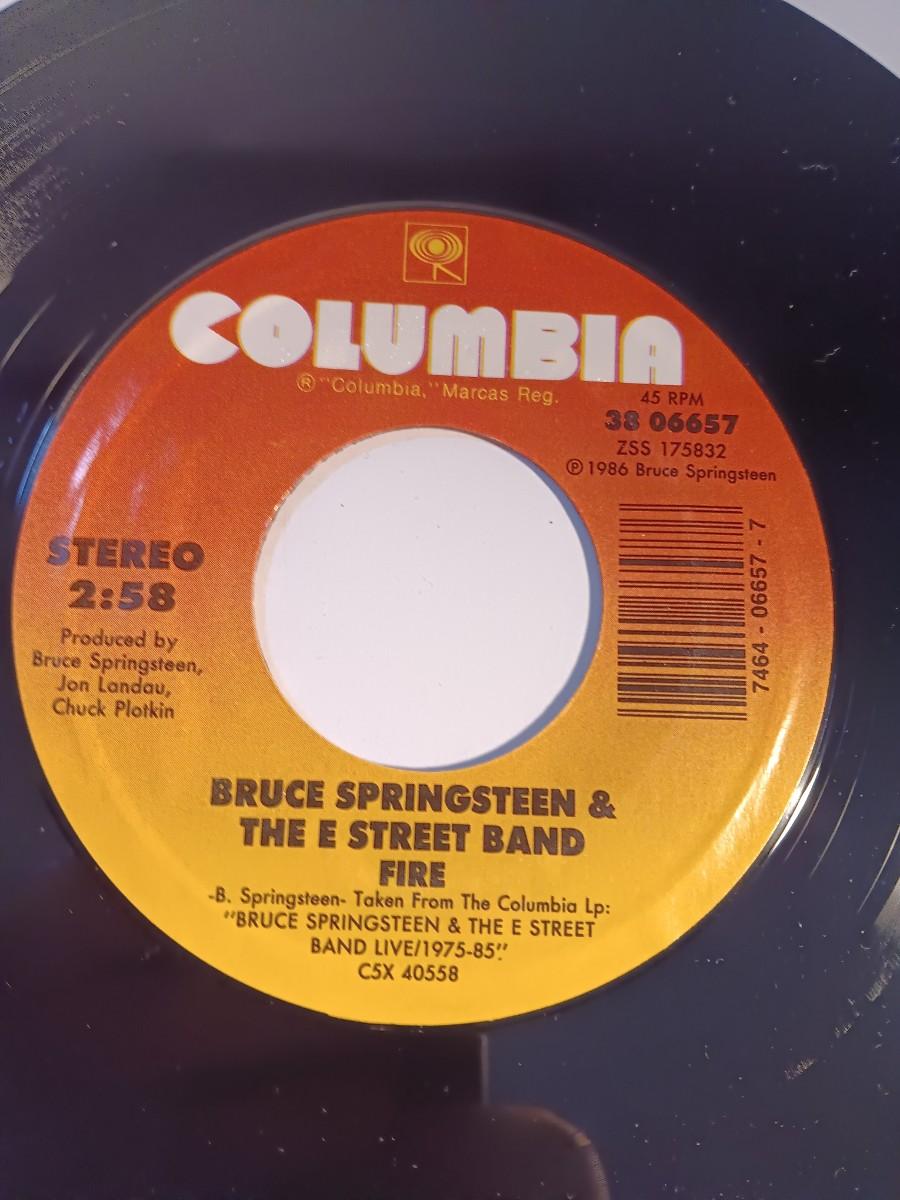 COLUMBIA
® "Columbia," Marcas Reg.
45 RPM
38 06657
ZSS 175832
℗ 1986 Bruce Springsteen
7464 - 06657 - 7
STEREO
2:58
Produced by
Bruce Springsteen,
Jon Landau,
Chuck Plotkin
BRUCE SPRINGSTEEN &
THE E STREET BAND
FIRE
-B. Springsteen- Taken From The Columbia Lp:
"BRUCE SPRINGSTEEN & THE E STREET
BAND LIVE/1975-85".
C5X 40558